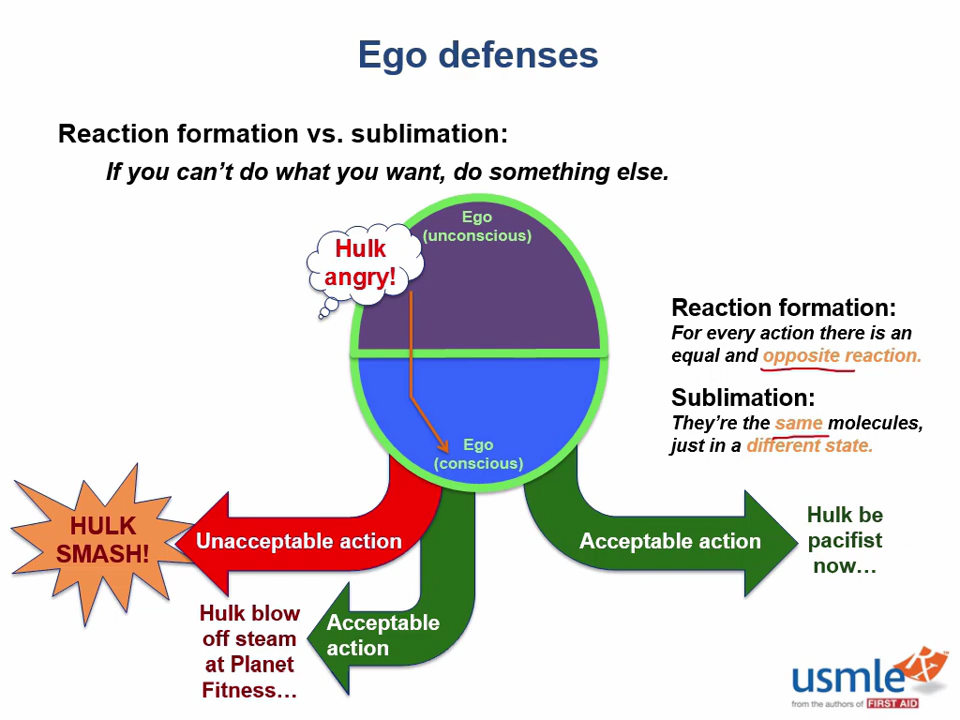 Ego defenses
Reaction formation vs. sublimation:
If you can't do what you want, do something else.
Ego
(unconscious)
Hulk
angry!
Reaction formation:
For every action there is an
equal and opposite reaction.
Sublimation:
They're the same molecules,
just in a different state.
Ego
(conscious)
HULK
SMASH!
Unacceptable action
Acceptable action
Hulk be
pacifist
now…
Hulk blow
off steam
at Planet
Fitness…
Acceptable
action
usmle
from the authors of FIRST AID